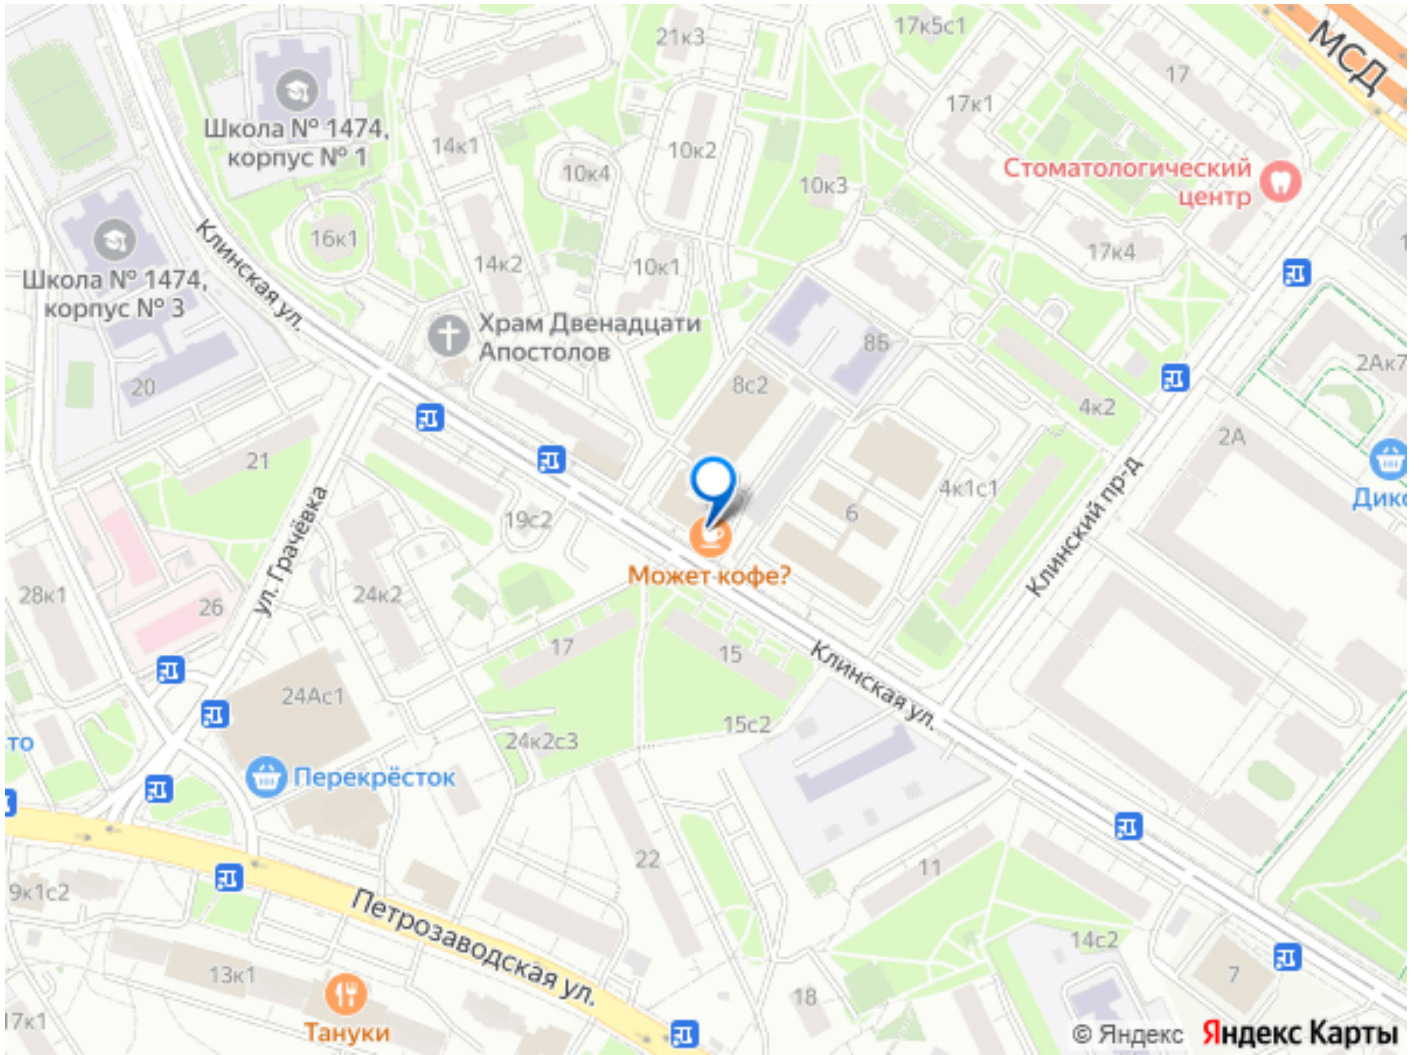 21к3
17к5с1
МСД
17
17к1
Школа № 1474,
корпус № 1
14к1
10к2
10к4
10к3
Стоматологический
центр
16к1
Клинская ул.
14к2
10к1
17к4
Школа № 1474,
корпус № 3
Храм Двенадцати
Апостолов
8Б
2Ак7
20
8с2
4к2
2А
21
4к1с1
Дикс
19с2
6
Клинский пр-д
ул. Грачёвка
Может кофе?
28к1
24к2
26
17
15
Клинская ул.
24Ас1
15с2
24к2с3
то
Перекрёсток
22
11
9к1с2
Петрозаводская ул.
14с2
13к1
7
18
17к1
Тануки
© Яндекс Яндекс Карты